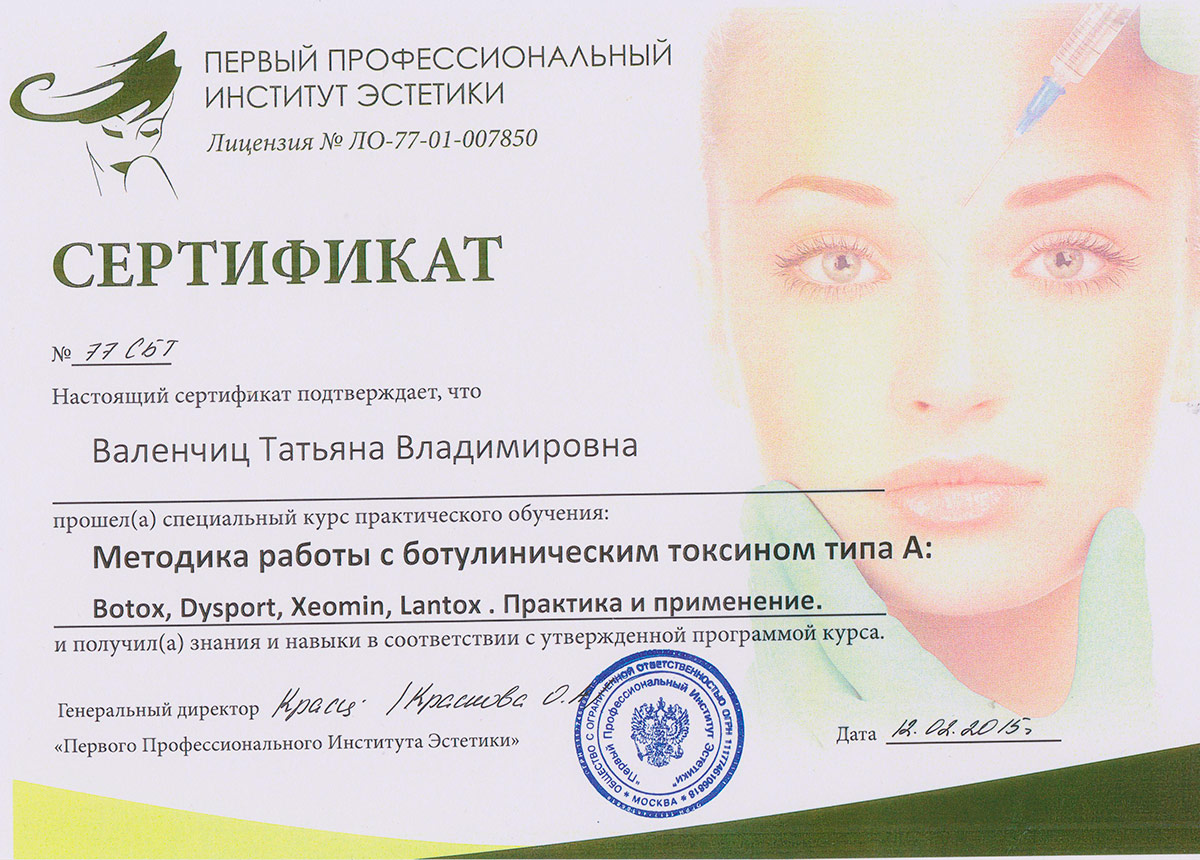 ПЕРВЫЙ ПРОФЕССИОНАЛЬНЫЙ
ИНСТИТУТ ЭСТЕТИКИ
Лицензия № ЛО-77-01-007850
СЕРТИФИКАТ
№ 77 СБТ
Настоящий сертификат подтверждает, что
Валенчиц Татьяна Владимировна
прошел(а) специальный курс практического обучения:
Методика работы с ботулиническим токсином типа А:
Botox, Dysport, Xeomin, Lantox . Практика и применение.
и получил(а) знания и навыки в соответствии с утвержденной программой курса.
Генеральный директор /Краснова О.А.
«Первого Профессионального Института Эстетики»
ОБЩЕСТВО С ОГРАНИЧЕННОЙ ОТВЕТСТВЕННОСТЬЮ ОГРН 1117746106818
* МОСКВА *
"Первый Профессиональный Институт Эстетики"
Дата 12.02.2015г